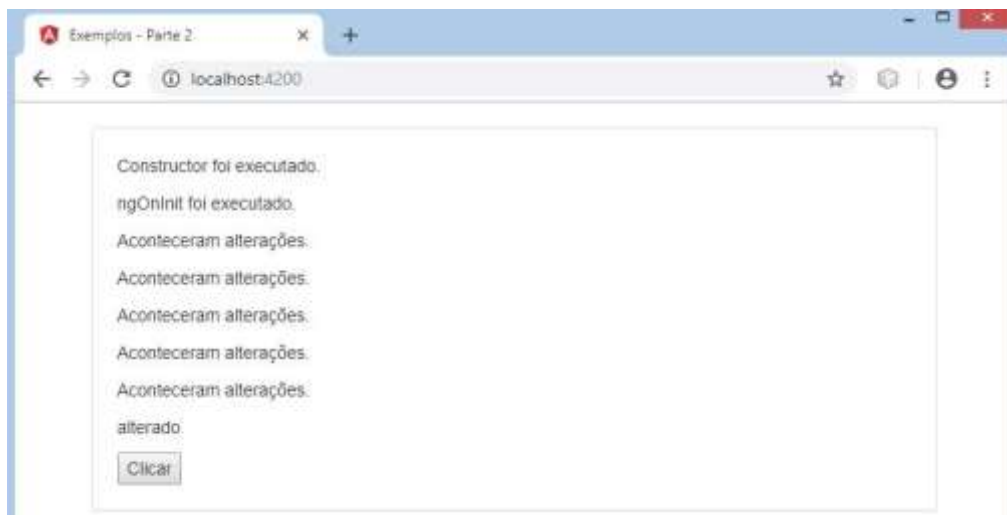 Exemplos - Parte 2
localhost:4200
Constructor foi executado.
ngOnInit foi executado.
Aconteceram alterações.
Aconteceram alterações.
Aconteceram alterações.
Aconteceram alterações.
Aconteceram alterações.
alterado
Clicar